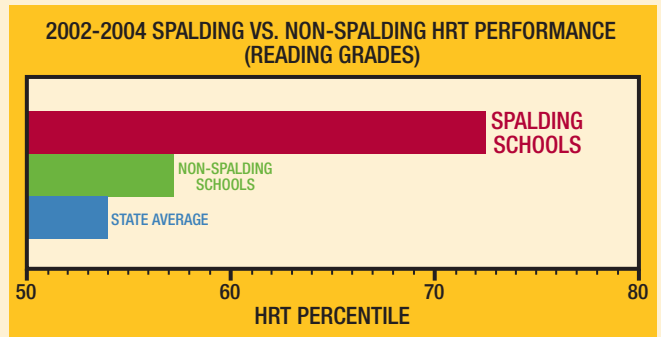 2002-2004 SPALDING VS. NON-SPALDING HRT PERFORMANCE
(READING GRADES)
SPALDING
SCHOOLS
NON-SPALDING
SCHOOLS
STATE AVERAGE
50 60 70 80
HRT PERCENTILE